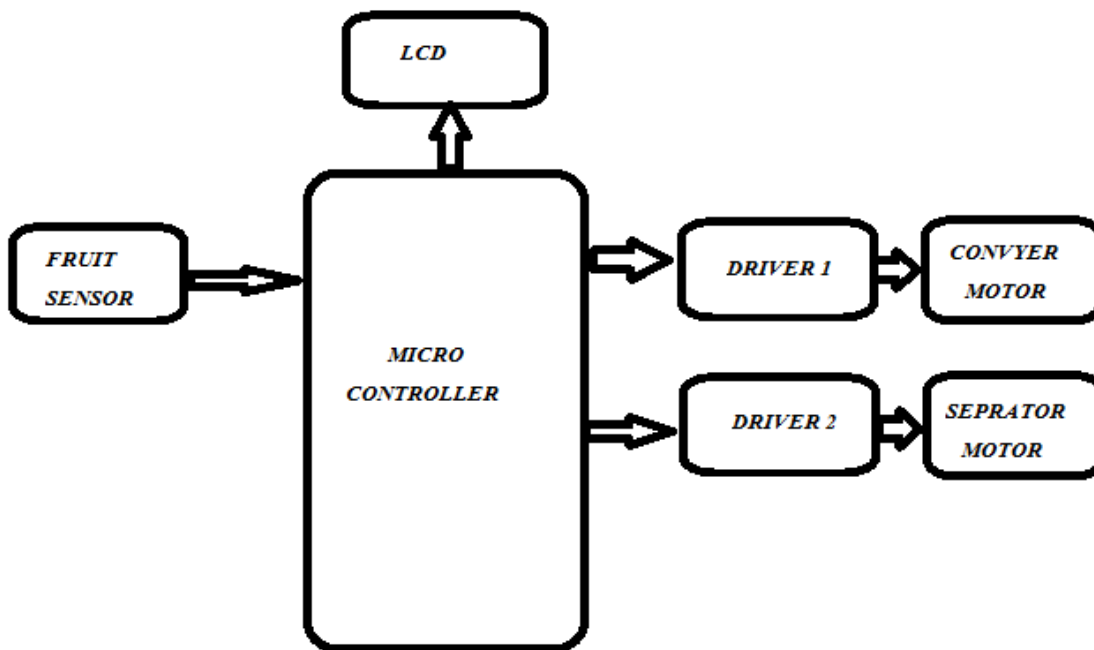 LCD
FRUIT
SENSOR
MICRO
CONTROLLER
DRIVER 1
CONVYER
MOTOR
DRIVER 2
SEPRATOR
MOTOR